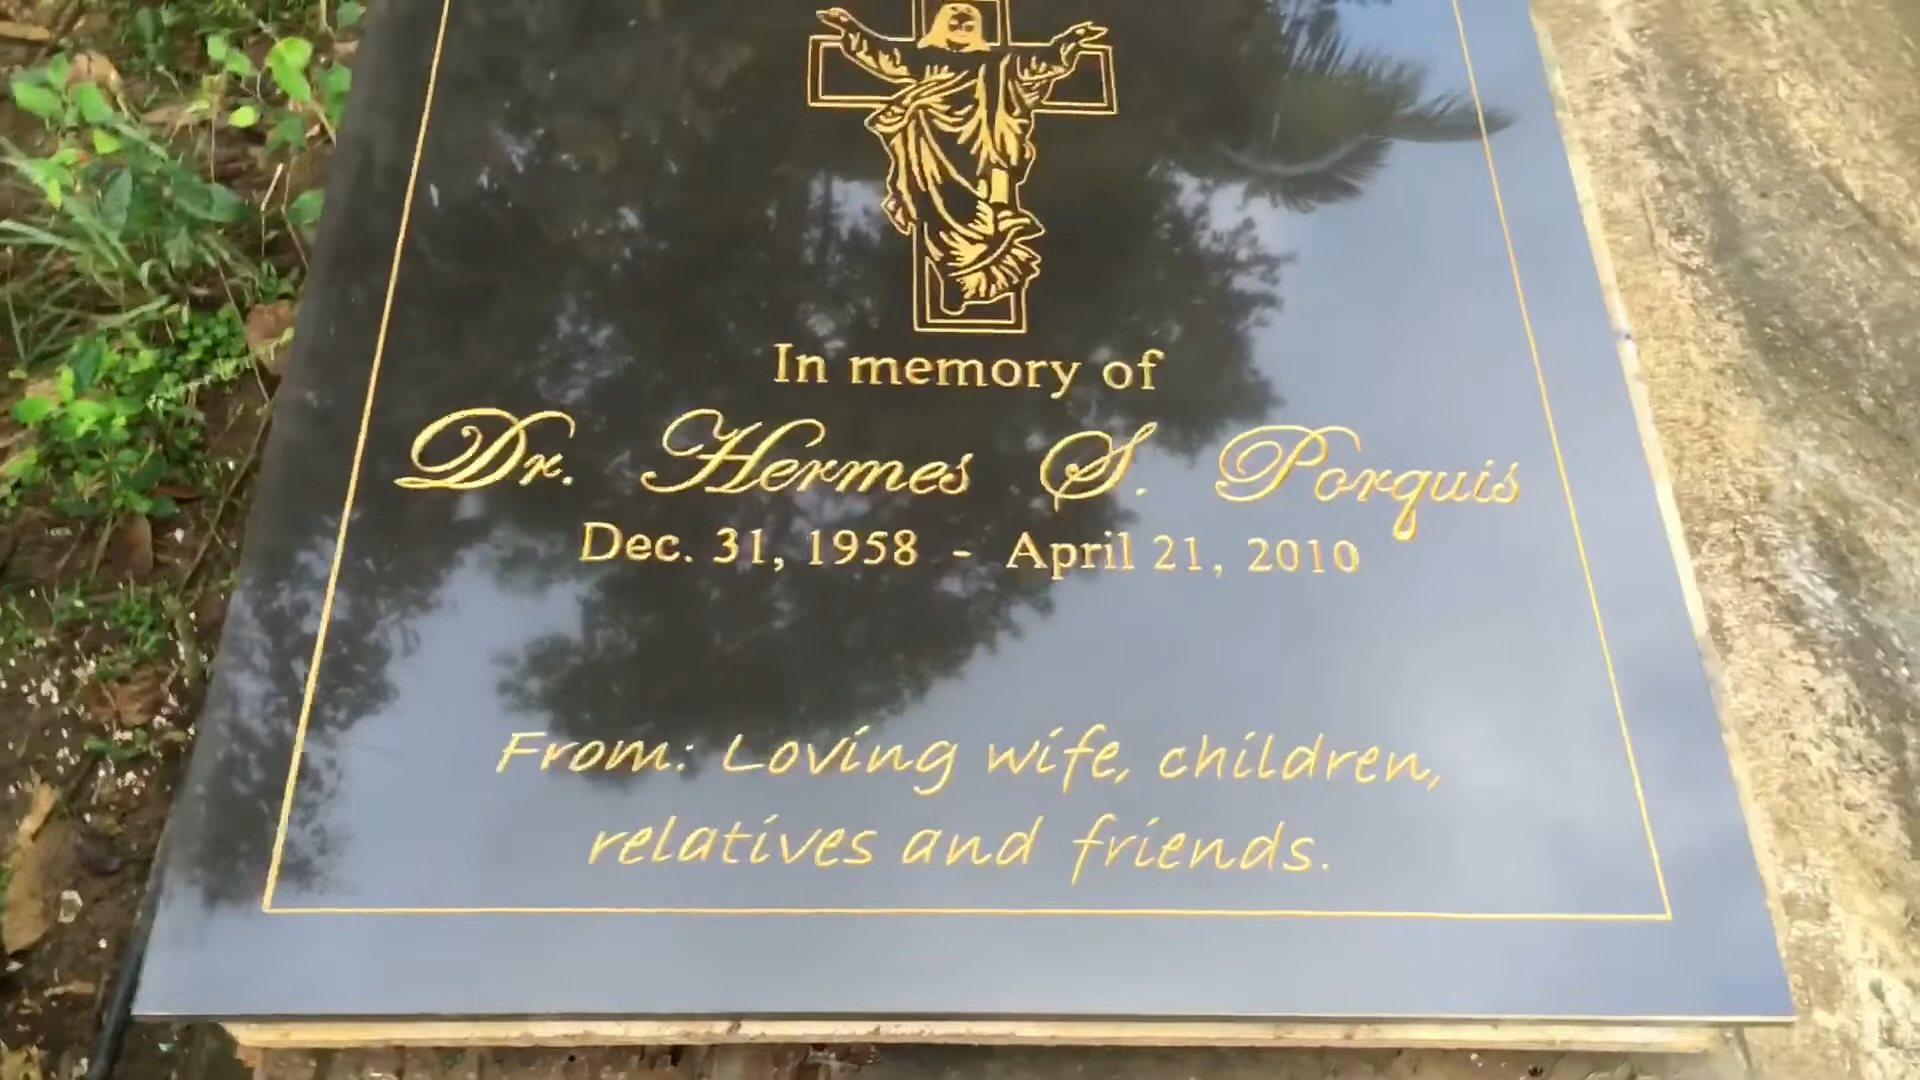 In memory of
Dr. Hermes S. Porquis
Dec. 31, 1958 - April 21, 2010
From: Loving wife, children,
relatives and friends.